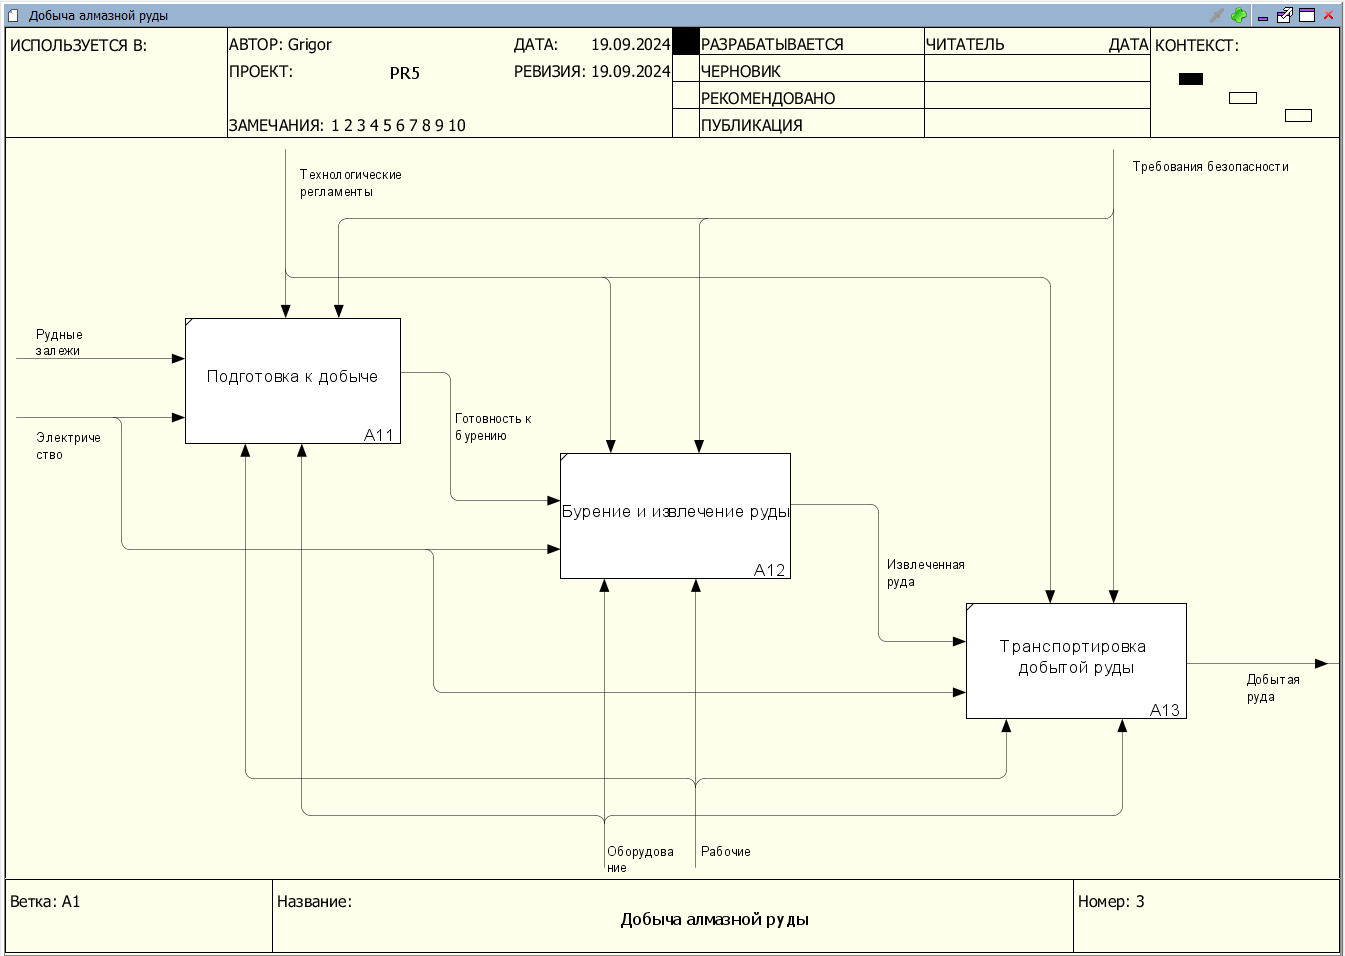 Добыча алмазной руды
ИСПОЛЬЗУЕТСЯ В:
АВТОР: Grigor
ДАТА: 19.09.2024
РАЗРАБАТЫВАЕТСЯ
ЧИТАТЕЛЬ
ДАТА
КОНТЕКСТ:
ПРОЕКТ: PR5
РЕВИЗИЯ: 19.09.2024
ЧЕРНОВИК
РЕКОМЕНДОВАНО
ЗАМЕЧАНИЯ: 1 2 3 4 5 6 7 8 9 10
ПУБЛИКАЦИЯ
Технологические
регламенты
Требования безопасности
Рудные
залежи
Подготовка к добыче
A11
Электриче
ство
Готовность к
бурению
Бурение и извлечение руды
A12
Извлеченная
руда
Транспортировка
добытой руды
A13
Добытая
руда
Оборудова
ние
Рабочие
Ветка: A1
Название:
Добыча алмазной руды
Номер: 3